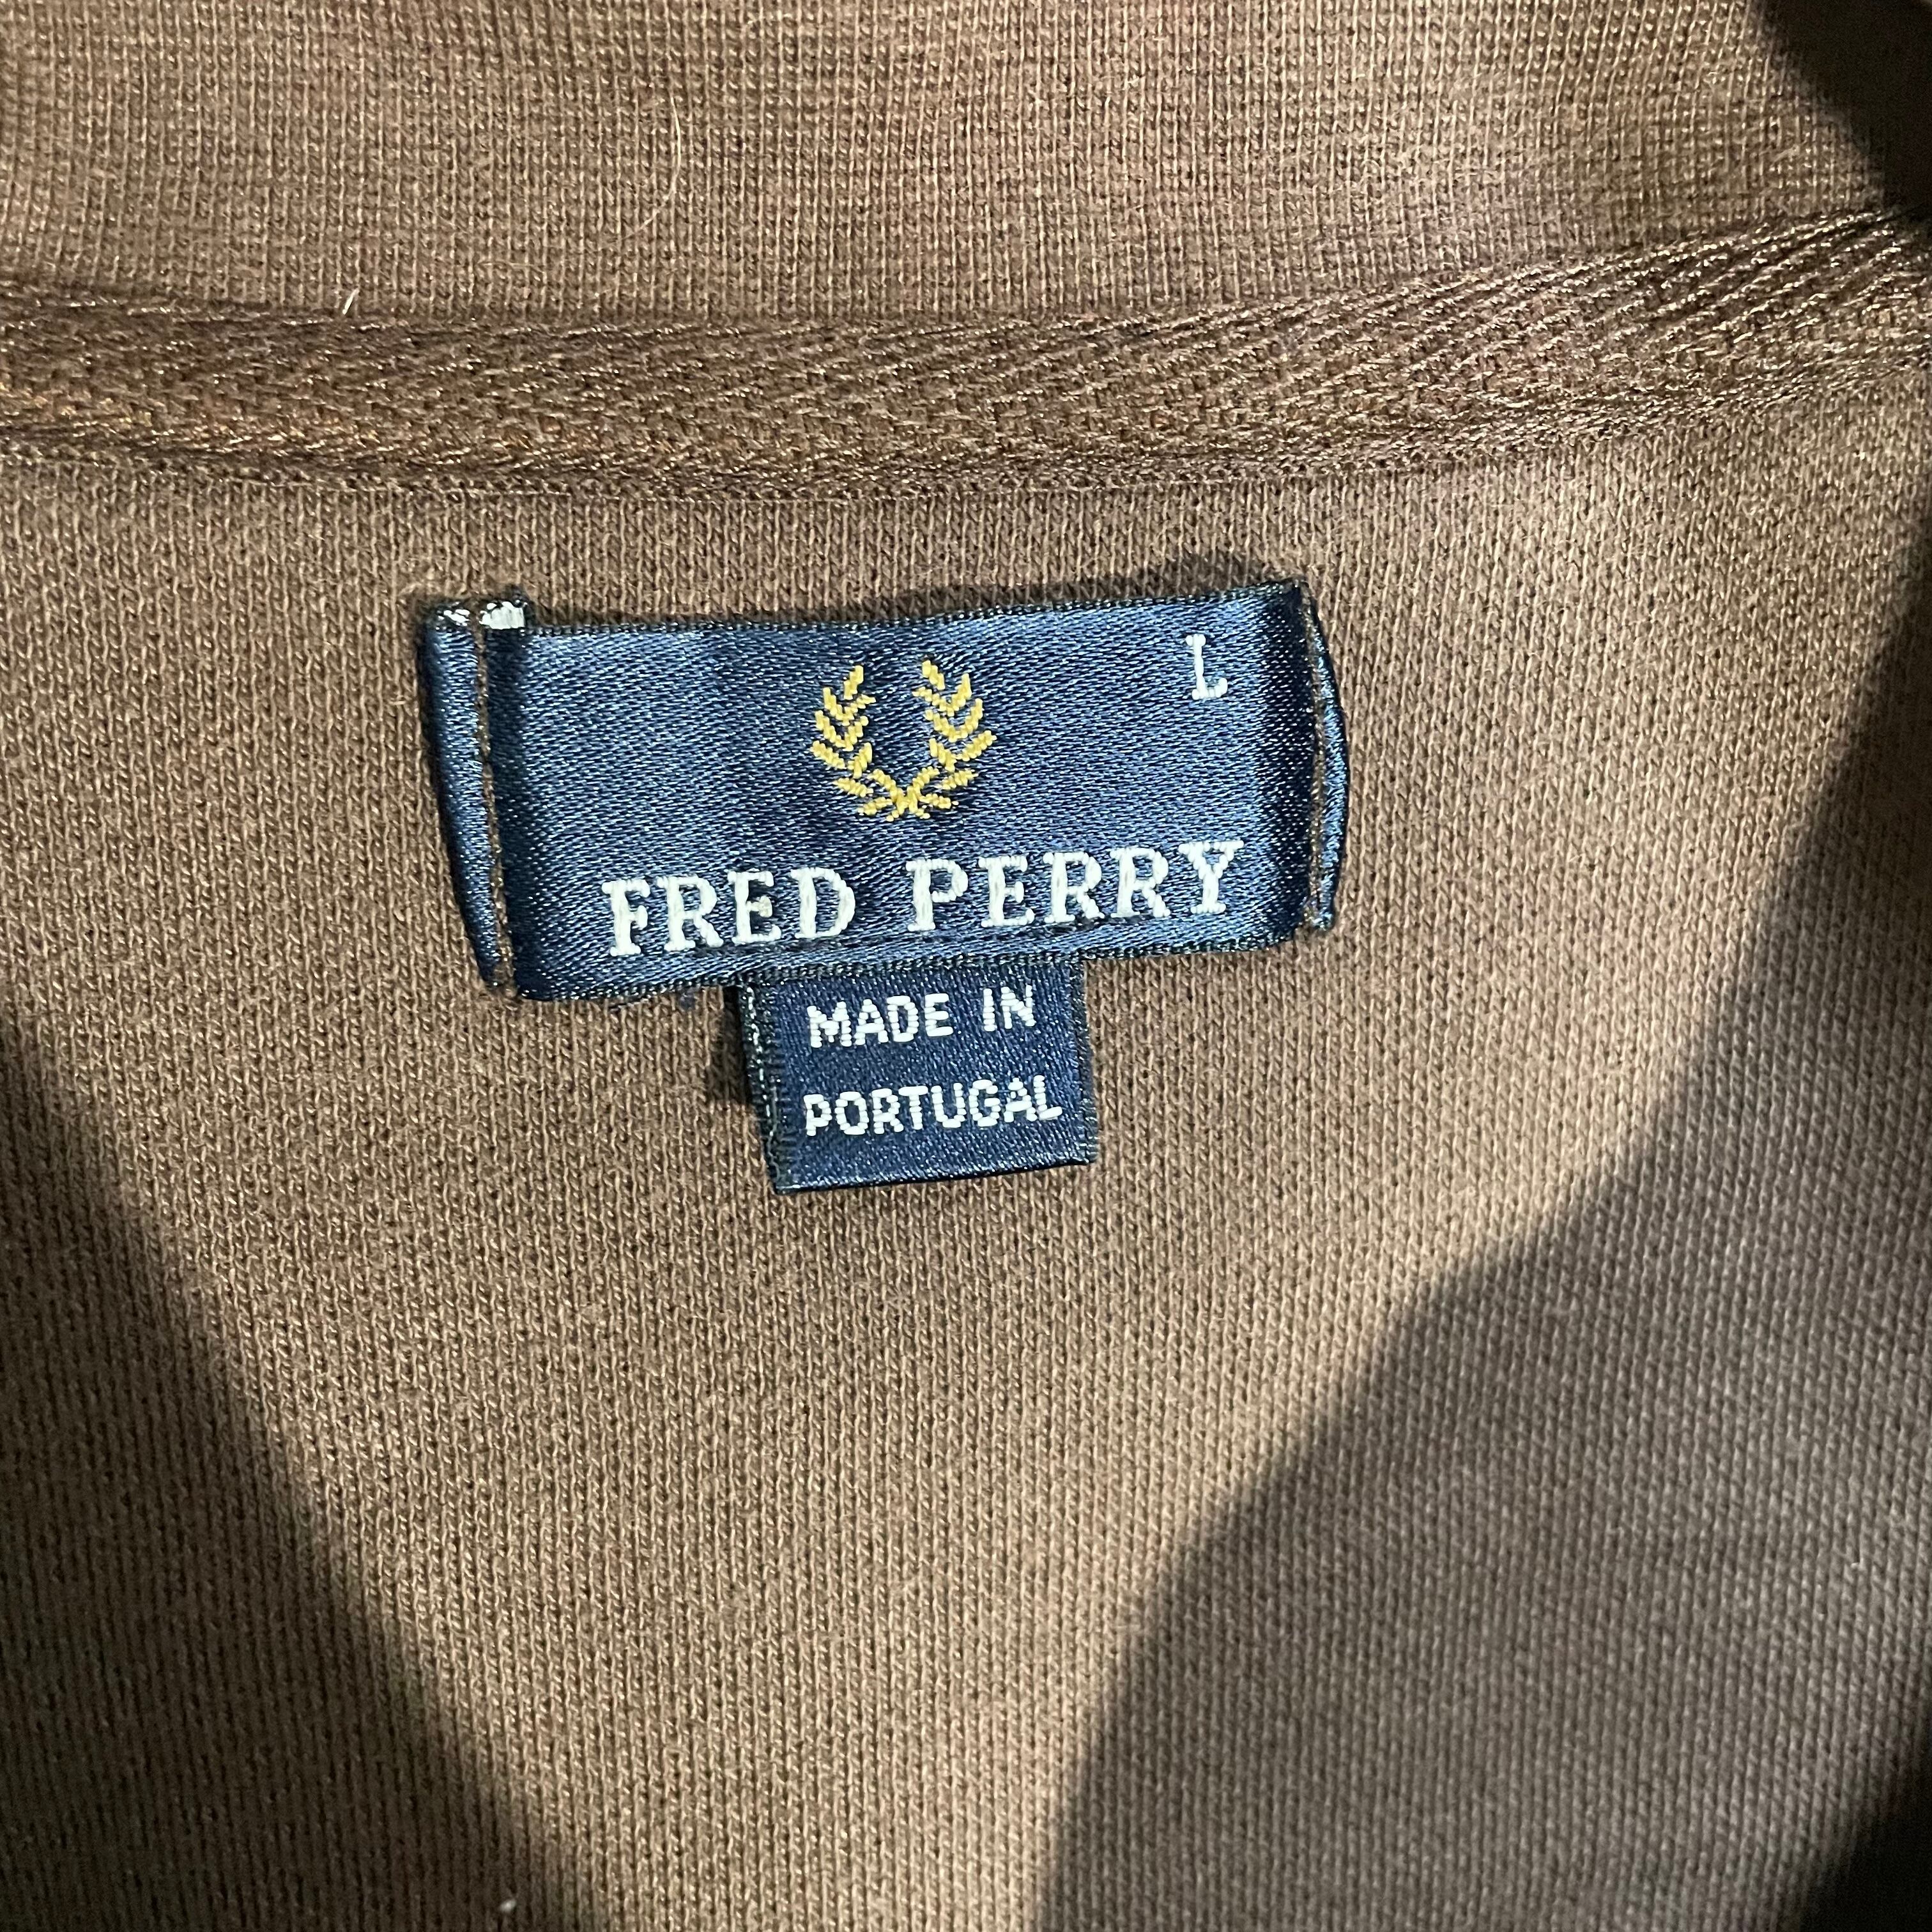 L
FRED PERRY
MADE IN
PORTUGAL